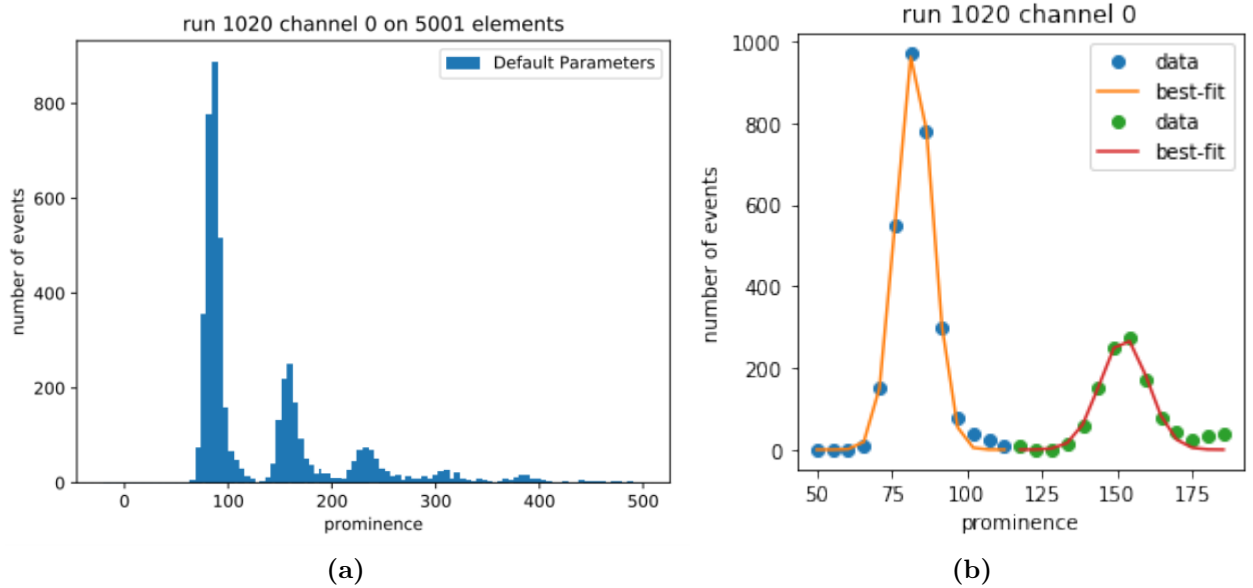 run 1020 channel 0 on 5001 elements
Default Parameters
number of events
800
600
400
200
0
0 100 200 300 400 500
prominence
(a)
run 1020 channel 0
data
best-fit
data
best-fit
number of events
1000
800
600
400
200
0
50 75 100 125 150 175
prominence
(b)